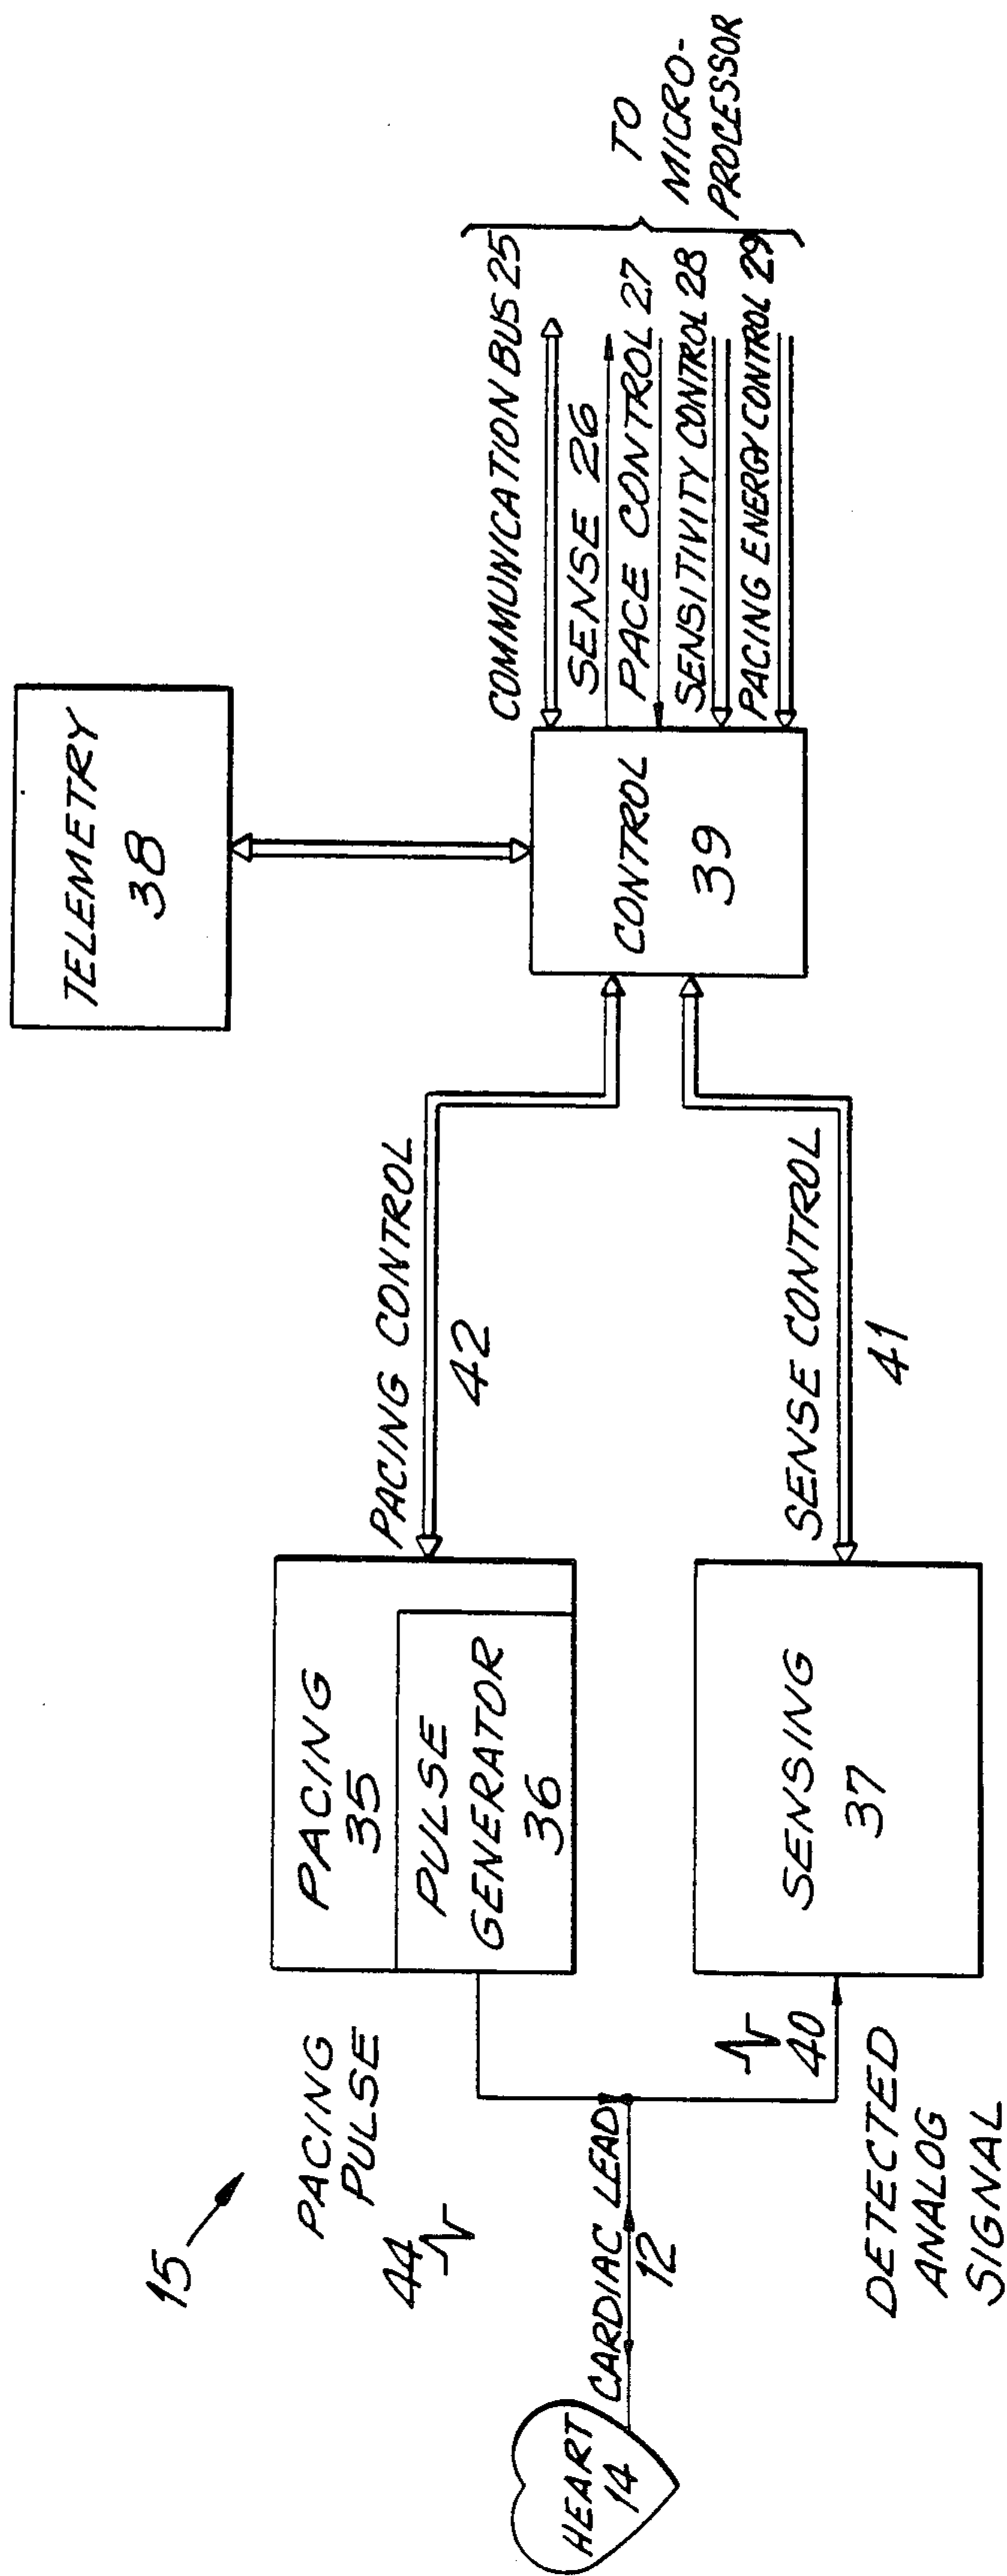 15
PACING
PULSE
44
HEART
14
CARDIAC LEAD
12
40
DETECTED
ANALOG
SIGNAL
PACING
35
PULSE
GENERATOR
36
SENSING
37
PACING CONTROL
42
SENSE CONTROL
41
TELEMETRY
38
CONTROL
39
COMMUNICATION BUS 25
SENSE 26
PACE CONTROL 27
SENSITIVITY CONTROL 28
PACING ENERGY CONTROL 29
TO
MICRO-
PROCESSOR